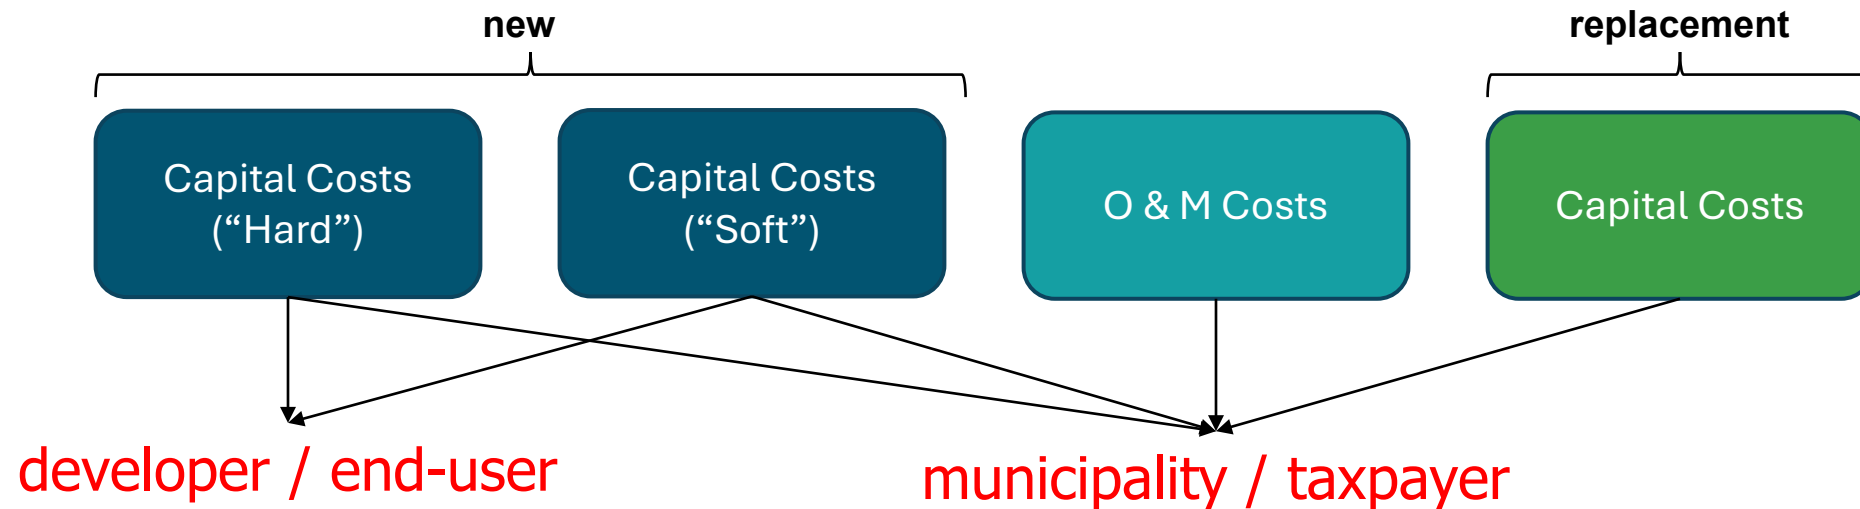 new
replacement
Capital Costs
(“Hard”)
Capital Costs
(“Soft”)
O & M Costs
Capital Costs
developer / end-user
municipality / taxpayer